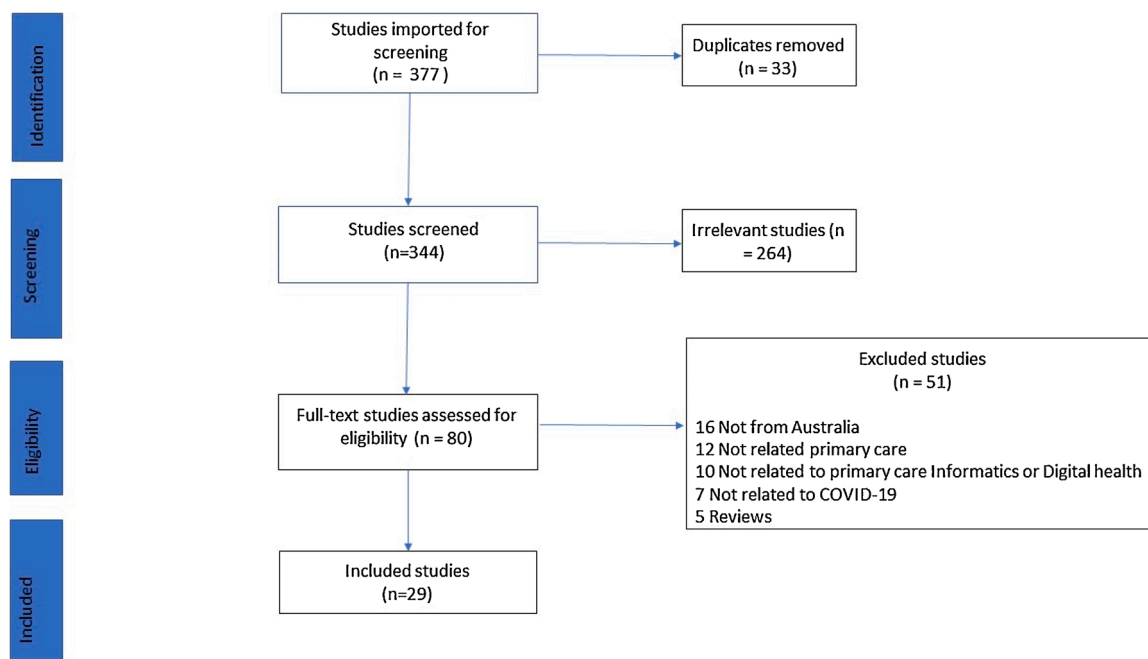 Identification
Studies imported for
screening
(n = 377 )
Duplicates removed
(n = 33)
Screening
Studies screened
(n=344)
Irrelevant studies (n
= 264)
Eligibility
Full-text studies assessed for
eligibility (n = 80)
Excluded studies
(n = 51)
16 Not from Australia
12 Not related primary care
10 Not related to primary care Informatics or Digital health
7 Not related to COVID-19
5 Reviews
Included
Included studies
(n=29)